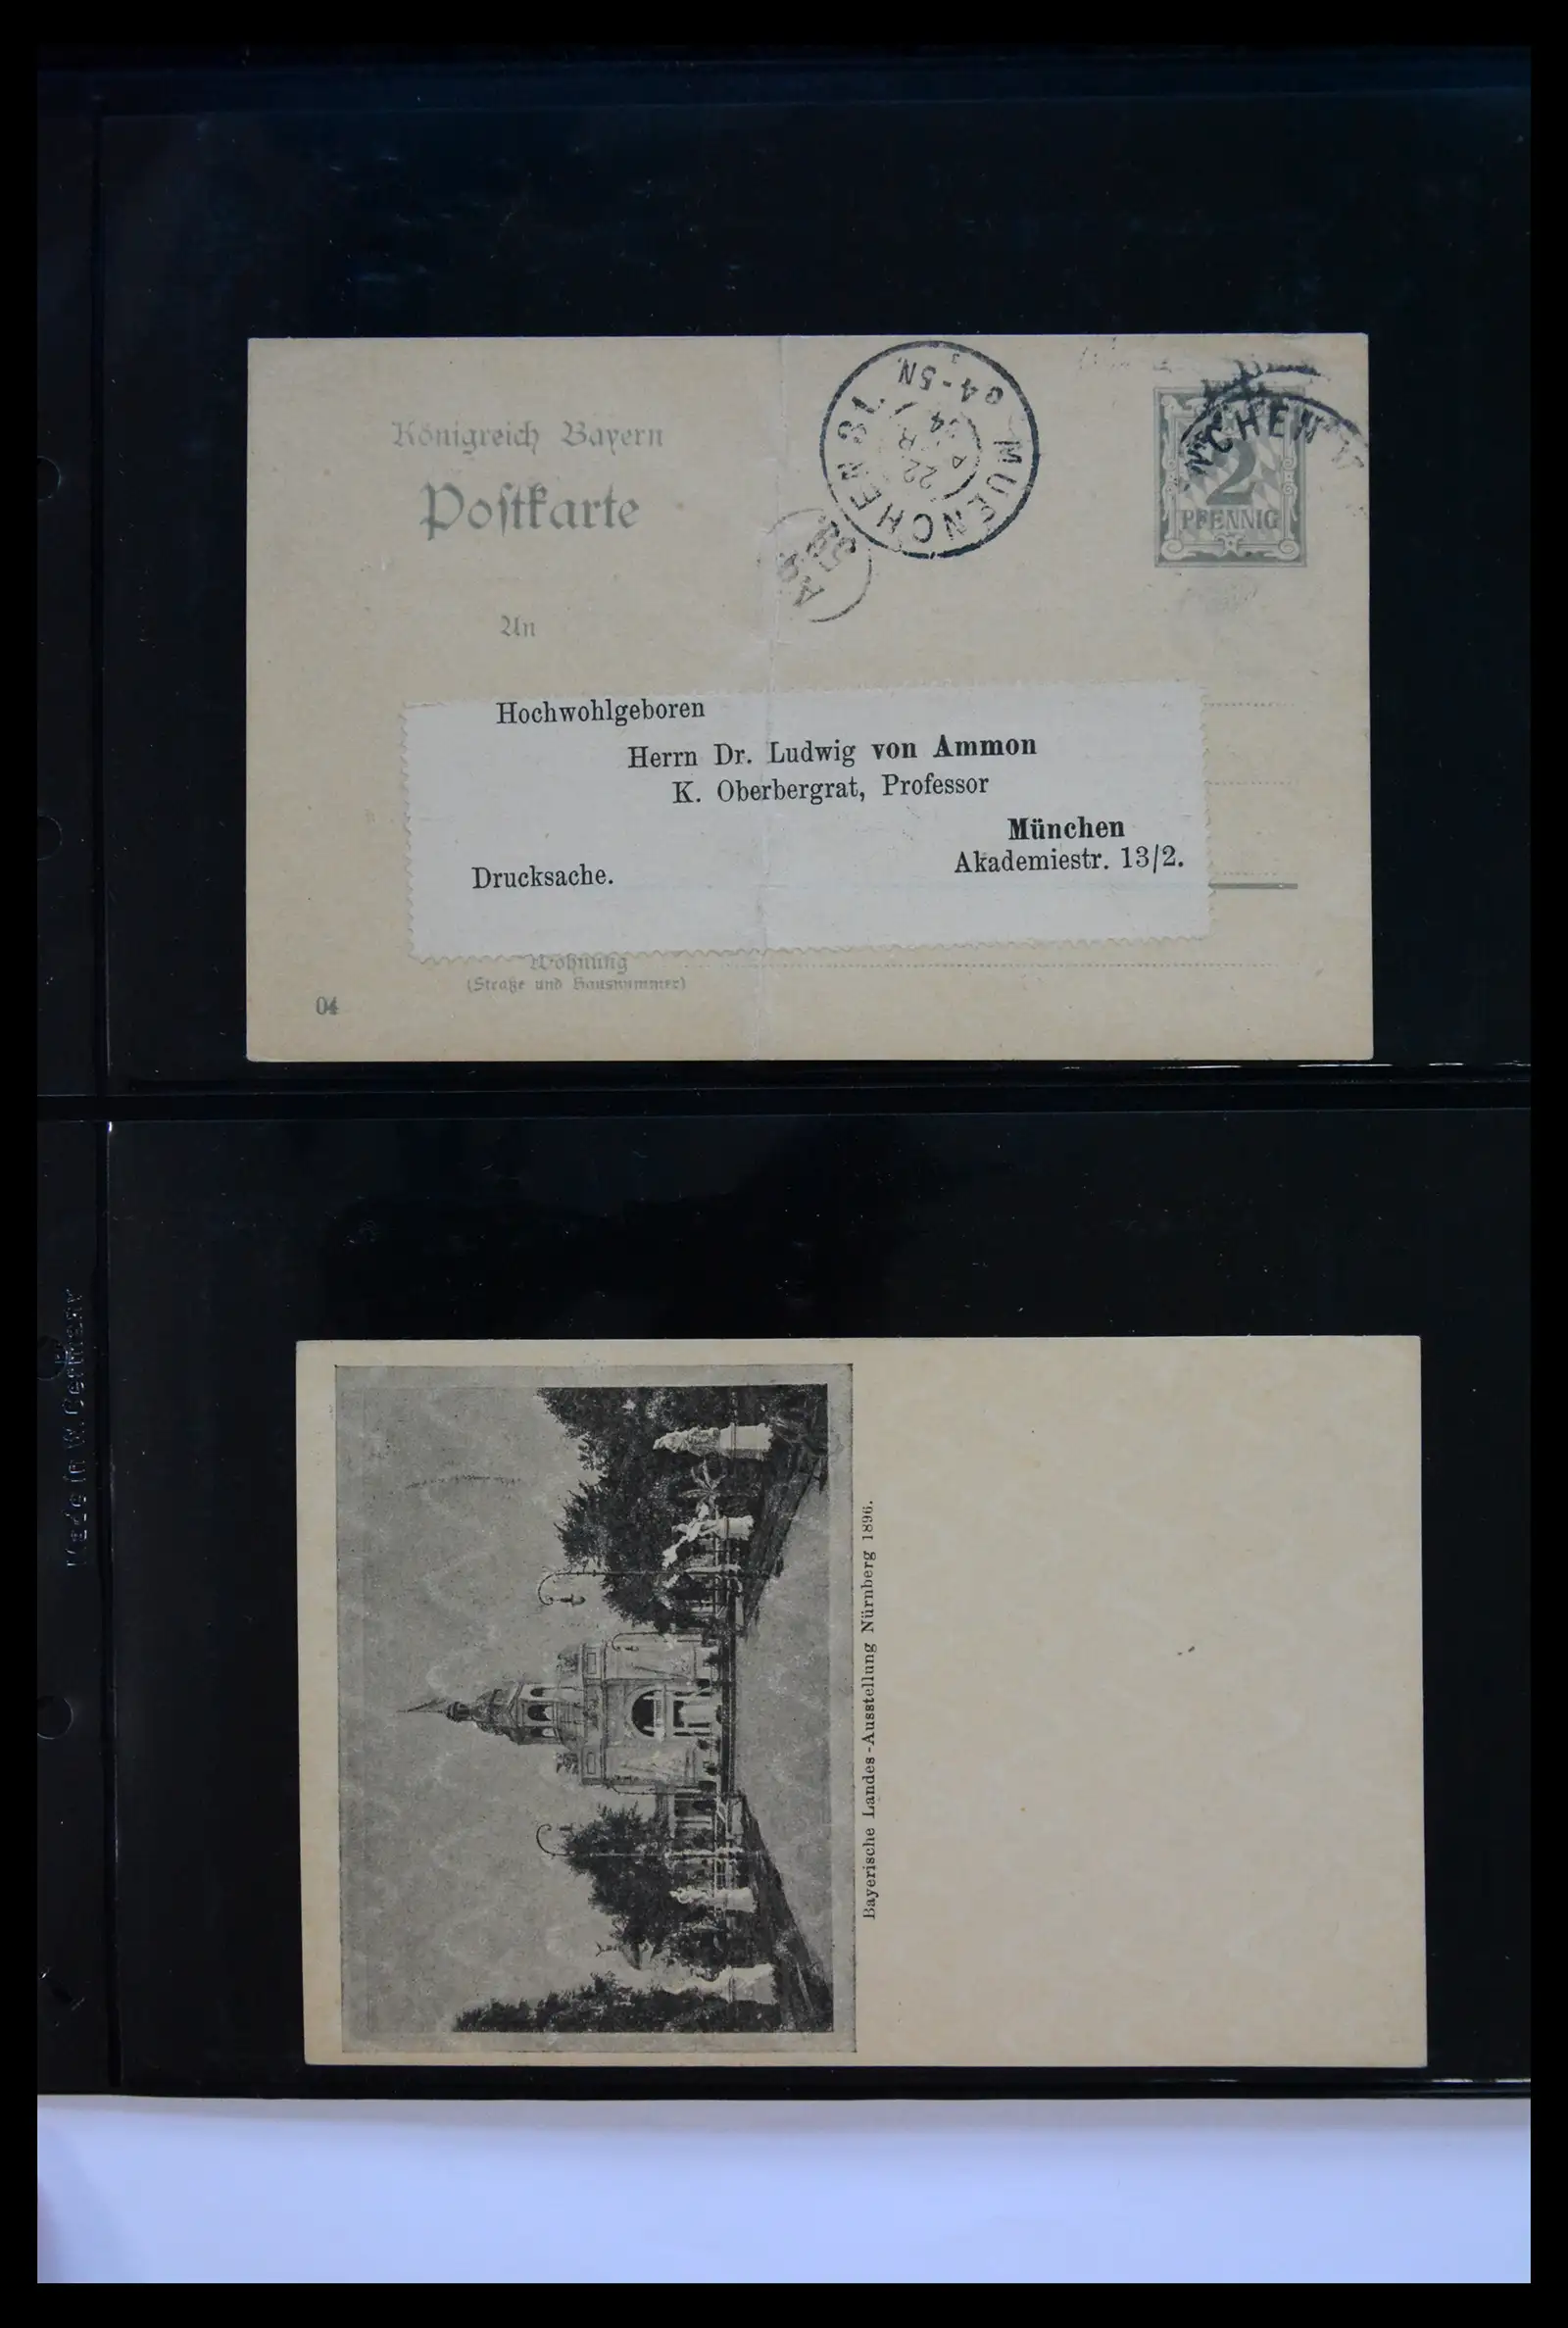 Königreich Bayern
Postkarte
An
MUENCHEN 31.
22 APR
04
4-5N.
NCHEN
2
PFENNIG
Hochwohlgeboren
Herrn Dr. Ludwig von Ammon
K. Oberbergrat, Professor
München
Akademiestr. 13/2.
Drucksache.
Wohnung
(Straße und Hausnummer)
04
Bayerische Landes-Ausstellung Nürnberg 1896.
Made in W. Germany